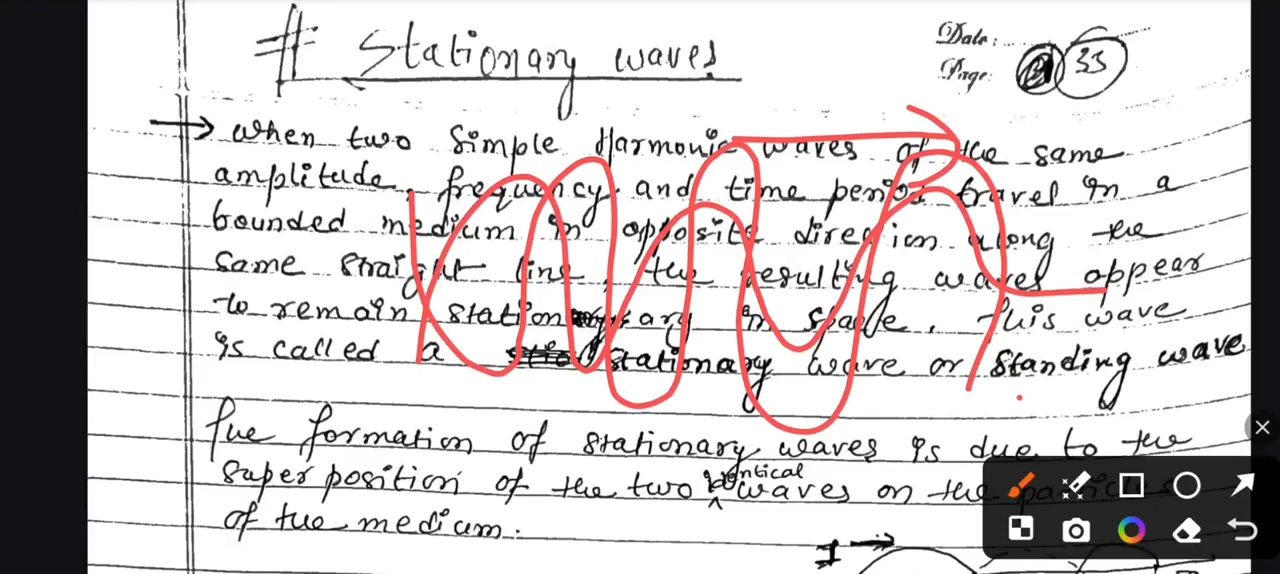 # Stationary waves
Date:
Page: 33
→ When two Simple Harmonic waves of the same
amplitude, frequency and time period travel in a
bounded medium in opposite direction along the
same straight line, the resulting waves appear
to remain stationary in space. This wave
is called a stationary wave or standing wave
The formation of stationary waves is due to the
super position of the two identical waves on the particles
of the medium.